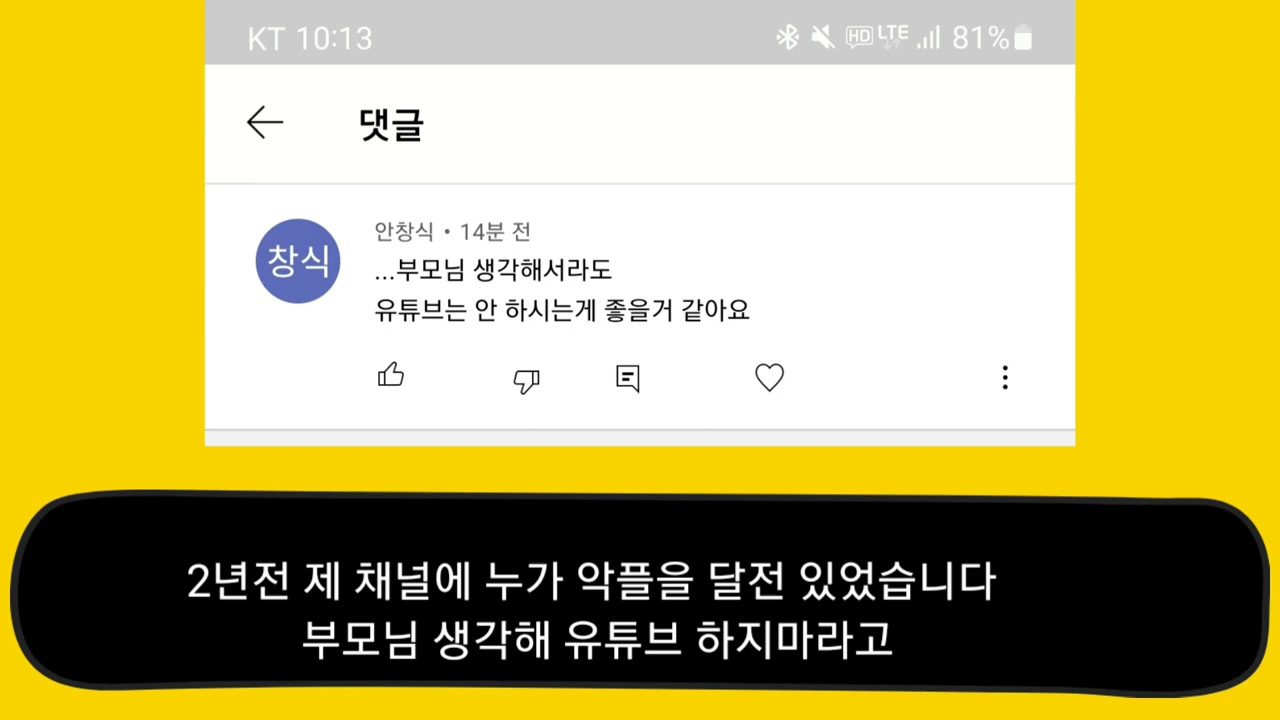 KT 10:13 HD LTE 81%
댓글
창식
안창식 • 14분 전
...부모님 생각해서라도
유튜브는 안 하시는게 좋을거 같아요
2년전 제 채널에 누가 악플을 달전 있었습니다
부모님 생각해 유튜브 하지마라고